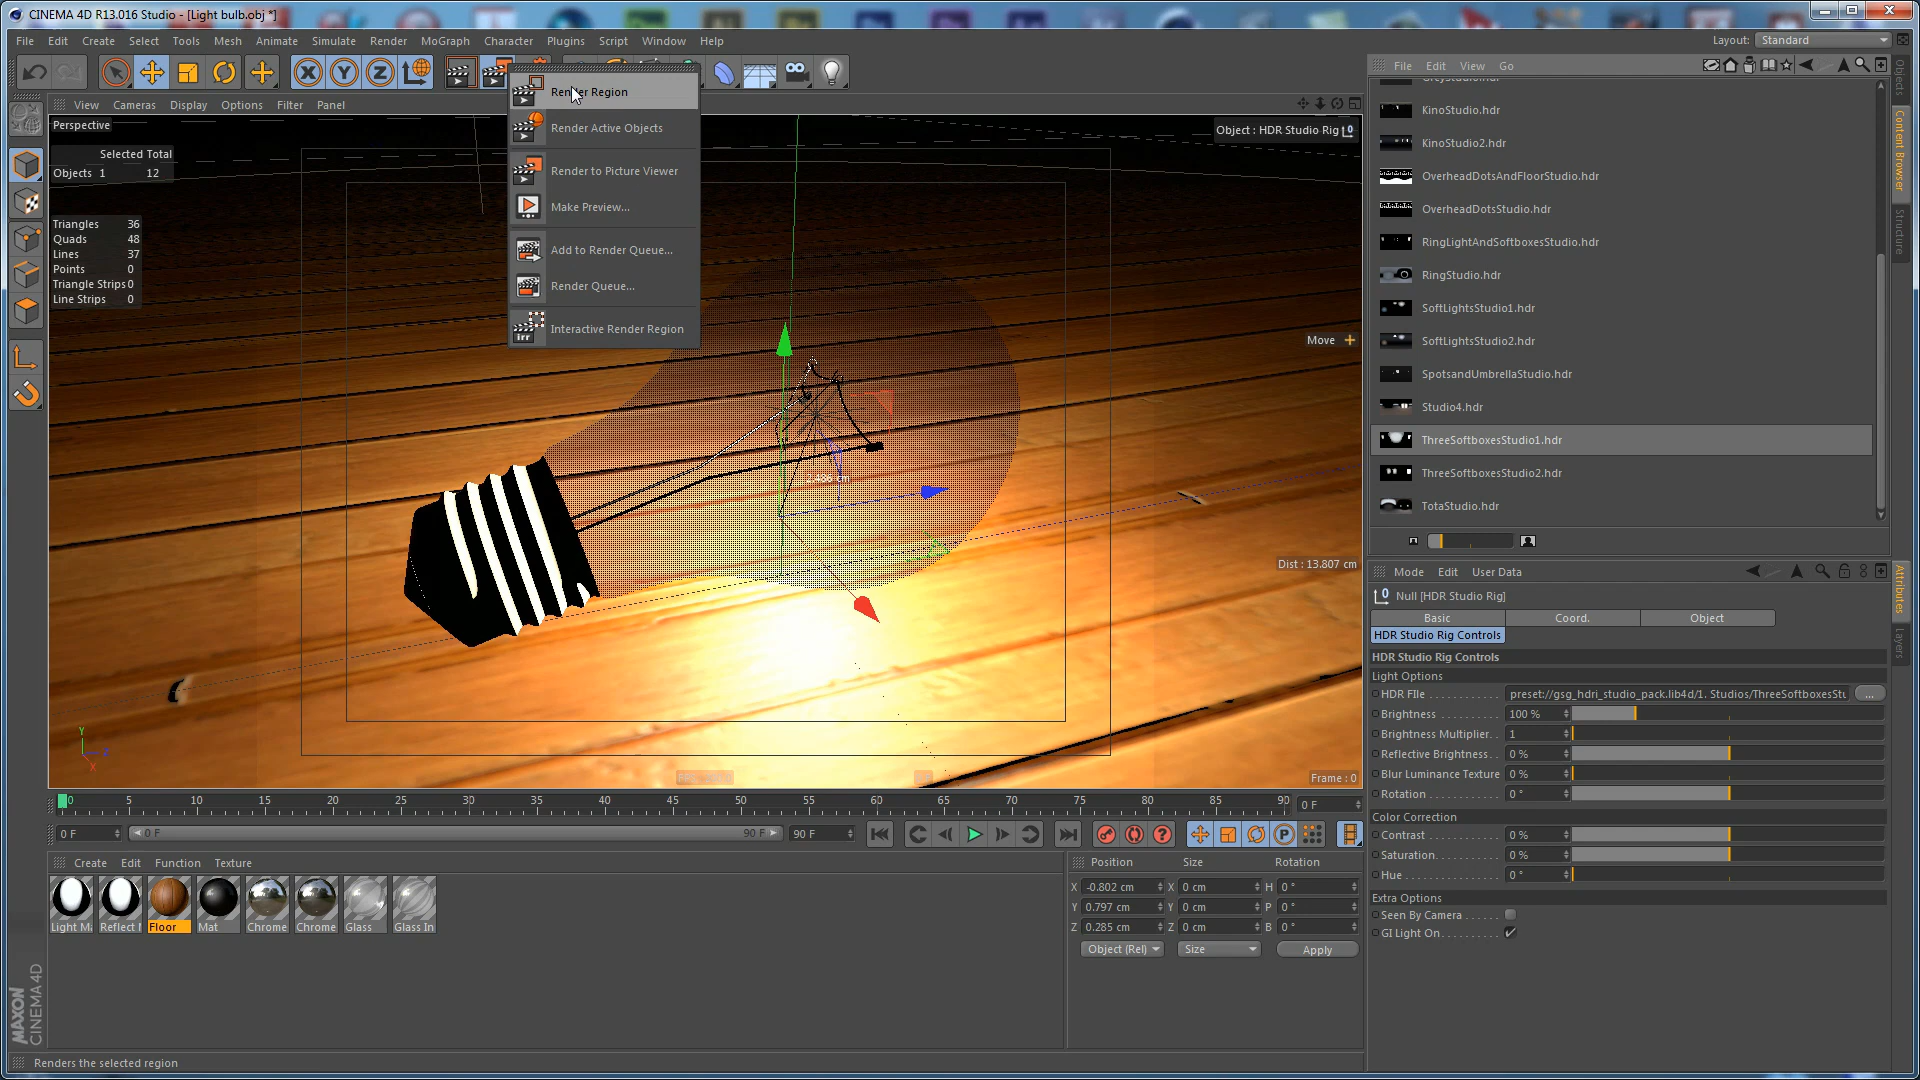 CINEMA 4D R13.016 Studio - [Light bulb.obj *]
File Edit Create Select Tools Mesh Animate Simulate Render MoGraph Character Plugins Script Window Help
Layout: Standard
View Cameras Display Options Filter Panel
Perspective
Selected Total
Objects 1 12
Triangles 36
Quads 48
Lines 37
Points 0
Triangle Strips 0
Line Strips 0
Render Region
Render Active Objects
Render to Picture Viewer
Make Preview...
Add to Render Queue...
Render Queue...
irr Interactive Render Region
Object : HDR Studio Rig
Move
Dist : 13.807 cm
Frame : 0
Y
X
File Edit View Go
KinoStudio.hdr
KinoStudio2.hdr
OverheadDotsAndFloorStudio.hdr
OverheadDotsStudio.hdr
RingLightAndSoftboxesStudio.hdr
RingStudio.hdr
SoftLightsStudio1.hdr
SoftLightsStudio2.hdr
SpotsandUmbrellaStudio.hdr
Studio4.hdr
ThreeSoftboxesStudio1.hdr
ThreeSoftboxesStudio2.hdr
TotaStudio.hdr
Objects
Content Browser
Structure
Mode Edit User Data
Null [HDR Studio Rig]
Basic Coord. Object
HDR Studio Rig Controls
HDR Studio Rig Controls
Light Options
HDR File . . . . . . . . . . . . preset://gsg_hdri_studio_pack.lib4d/1. Studios/ThreeSoftboxesStu ...
Brightness . . . . . . . . . . 100 %
Brightness Multiplier. . 1
Reflective Brightness. . 0 %
Blur Luminance Texture 0 %
Rotation . . . . . . . . . . . . 0 °
Color Correction
Contrast . . . . . . . . . . . . 0 %
Saturation. . . . . . . . . . . 0 %
Hue . . . . . . . . . . . . . . . . 0 °
Extra Options
Seen By Camera . . . . . .
GI Light On. . . . . . . . . .
Attributes
Layers
0 5 10 15 20 25 30 35 40 45 50 55 60 65 70 75 80 85 90 0 F
0 F 0 F 90 F 90 F
Create Edit Function Texture
Light Ma Reflect M Floor Mat Chrome Chrome Glass Glass In
Position Size Rotation
X -0.802 cm X 0 cm H 0 °
Y 0.797 cm Y 0 cm P 0 °
Z 0.285 cm Z 0 cm B 0 °
Object (Rel) Size Apply
MAXON
CINEMA 4D
Renders the selected region